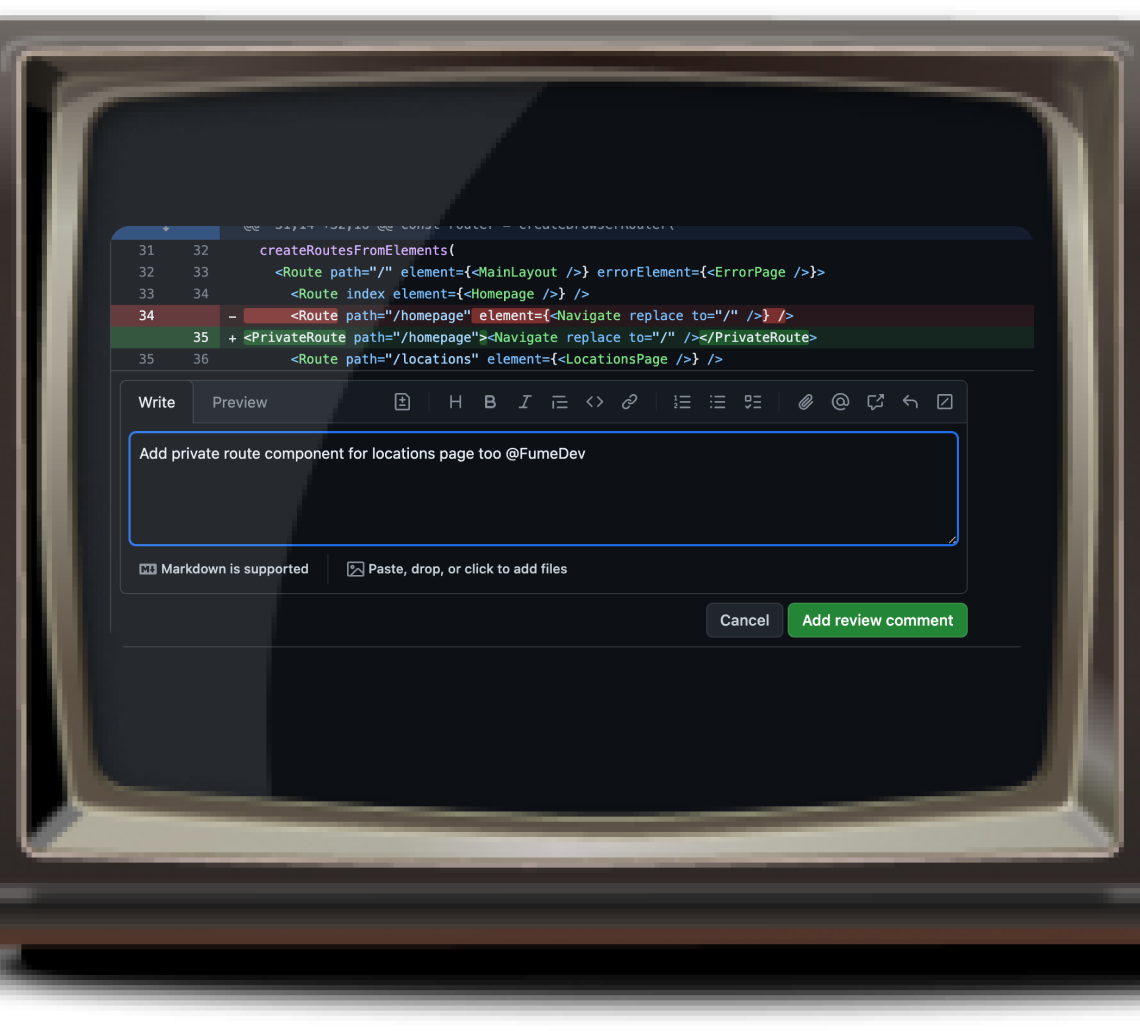 @@ -31,14 +32,16 @@ const router = createBrowserRouter(
31 32 createRoutesFromElements(
32 33 <Route path="/" element={<MainLayout />} errorElement={<ErrorPage />}>
33 34 <Route index element={<Homepage />} />
34 - <Route path="/homepage" element={<Navigate replace to="/" />} />
35 + <PrivateRoute path="/homepage"><Navigate replace to="/" /></PrivateRoute>
35 36 <Route path="/locations" element={<LocationsPage />} />
Write Preview
Add private route component for locations page too @FumeDev
Markdown is supported Paste, drop, or click to add files
Cancel Add review comment